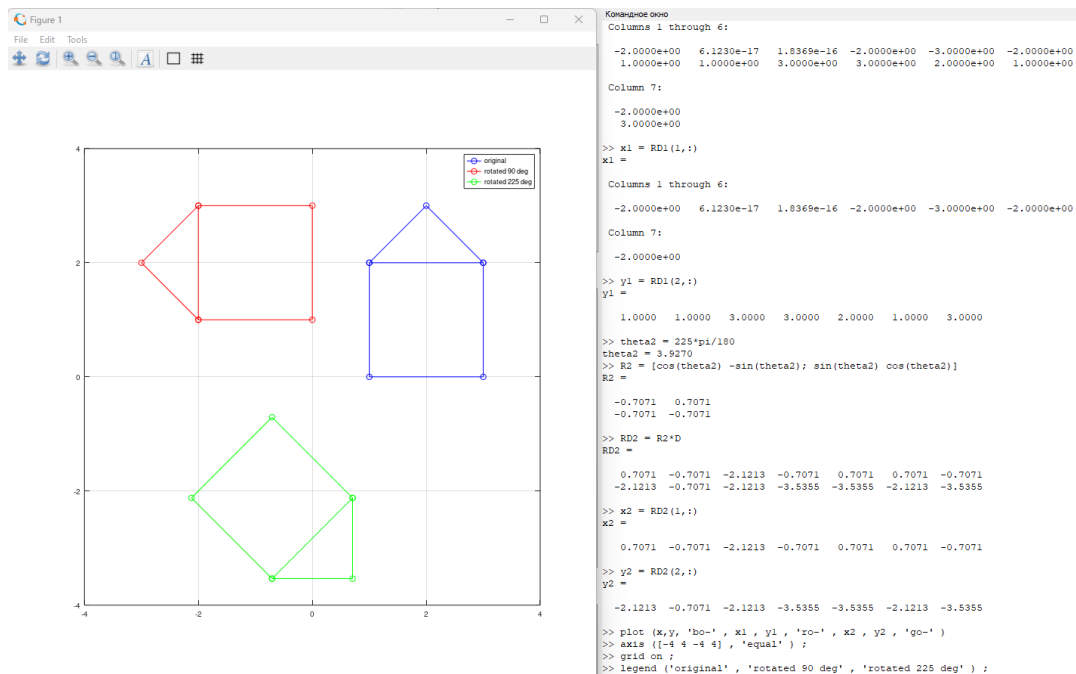 Figure 1
File Edit Tools
A
4
2
0
-2
-4
-4 -2 0 2 4
original
rotated 90 deg
rotated 225 deg
Командное окно
Columns 1 through 6:
-2.0000e+00 6.1230e-17 1.8369e-16 -2.0000e+00 -3.0000e+00 -2.0000e+00
1.0000e+00 1.0000e+00 3.0000e+00 3.0000e+00 2.0000e+00 1.0000e+00
Column 7:
-2.0000e+00
3.0000e+00
>> x1 = RD1(1,:)
x1 =
Columns 1 through 6:
-2.0000e+00 6.1230e-17 1.8369e-16 -2.0000e+00 -3.0000e+00 -2.0000e+00
Column 7:
-2.0000e+00
>> y1 = RD1(2,:)
y1 =
1.0000 1.0000 3.0000 3.0000 2.0000 1.0000 3.0000
>> theta2 = 225*pi/180
theta2 = 3.9270
>> R2 = [cos(theta2) -sin(theta2); sin(theta2) cos(theta2)]
R2 =
-0.7071 0.7071
-0.7071 -0.7071
>> RD2 = R2*D
RD2 =
0.7071 -0.7071 -2.1213 -0.7071 0.7071 0.7071 -0.7071
-2.1213 -0.7071 -2.1213 -3.5355 -3.5355 -2.1213 -3.5355
>> x2 = RD2(1,:)
x2 =
0.7071 -0.7071 -2.1213 -0.7071 0.7071 0.7071 -0.7071
>> y2 = RD2(2,:)
y2 =
-2.1213 -0.7071 -2.1213 -3.5355 -3.5355 -2.1213 -3.5355
>> plot (x,y, 'bo-' , x1 , y1 , 'ro-' , x2 , y2 , 'go-' )
>> axis ([-4 4 -4 4] , 'equal' ) ;
>> grid on ;
>> legend ('original' , 'rotated 90 deg' , 'rotated 225 deg' ) ;